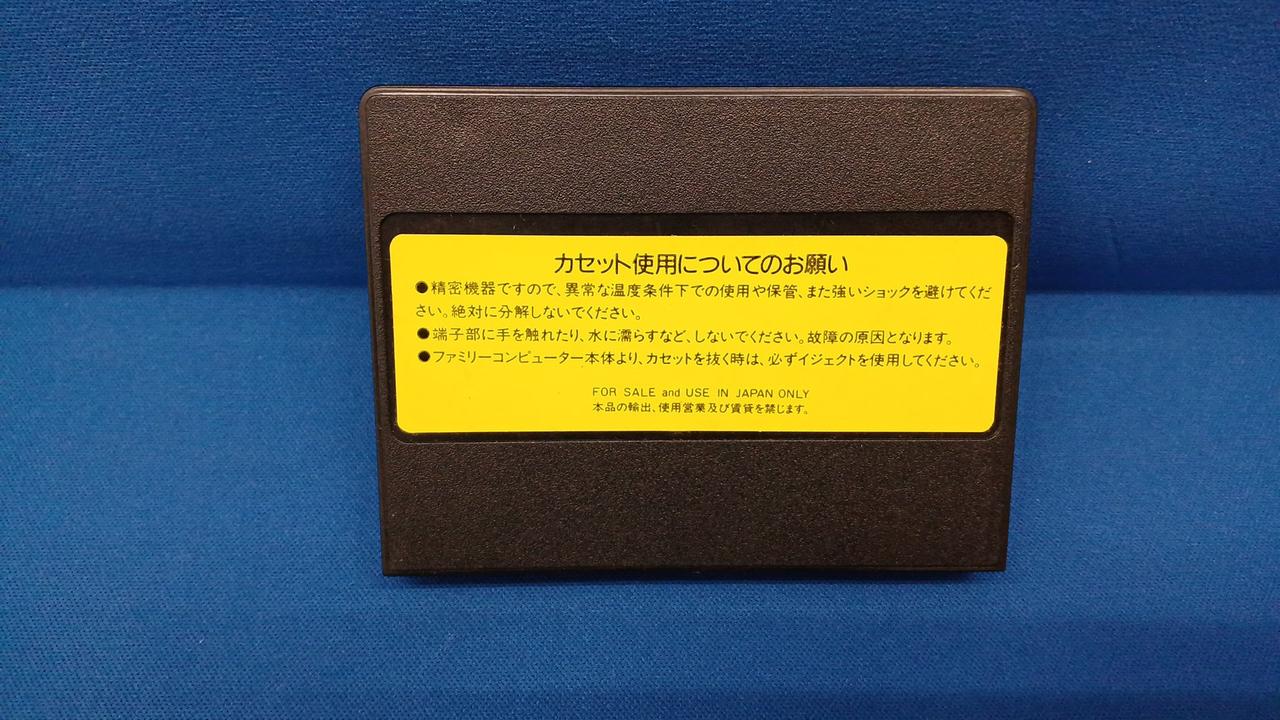 カセット使用についてのお願い
●精密機器ですので、異常な温度条件下での使用や保管、また強いショックを避けてくだ
さい。絶対に分解しないでください。
●端子部に手を触れたり、水に濡らすなど、しないでください。故障の原因となります。
●ファミリーコンピューター本体より、カセットを抜く時は、必ずイジェクトを使用してください。
FOR SALE and USE IN JAPAN ONLY
本品の輸出、使用営業及び賃貸を禁じます。